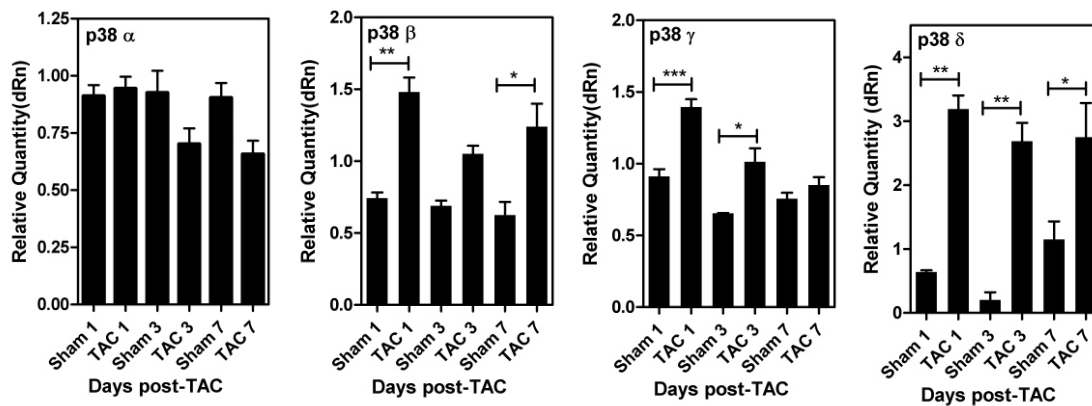 p38 α
Relative Quantity(dRn)
1.25
1.00
0.75
0.50
0.25
0.00
Sham 1
TAC 1
Sham 3
TAC 3
Sham 7
TAC 7
Days post-TAC
p38 β
Relative Quantity(dRn)
2.0
1.5
1.0
0.5
0.0
**
*
Sham 1
TAC 1
Sham 3
TAC 3
Sham 7
TAC 7
Days post-TAC
p38 γ
Relative Quantity(dRn)
2.0
1.5
1.0
0.5
0.0
***
*
Sham 1
TAC 1
Sham 3
TAC 3
Sham 7
TAC 7
Days post-TAC
p38 δ
Relative Quantity (dRn)
4
3
2
1
0
**
**
*
Sham 1
TAC 1
Sham 3
TAC 3
Sham 7
TAC 7
Days post-TAC